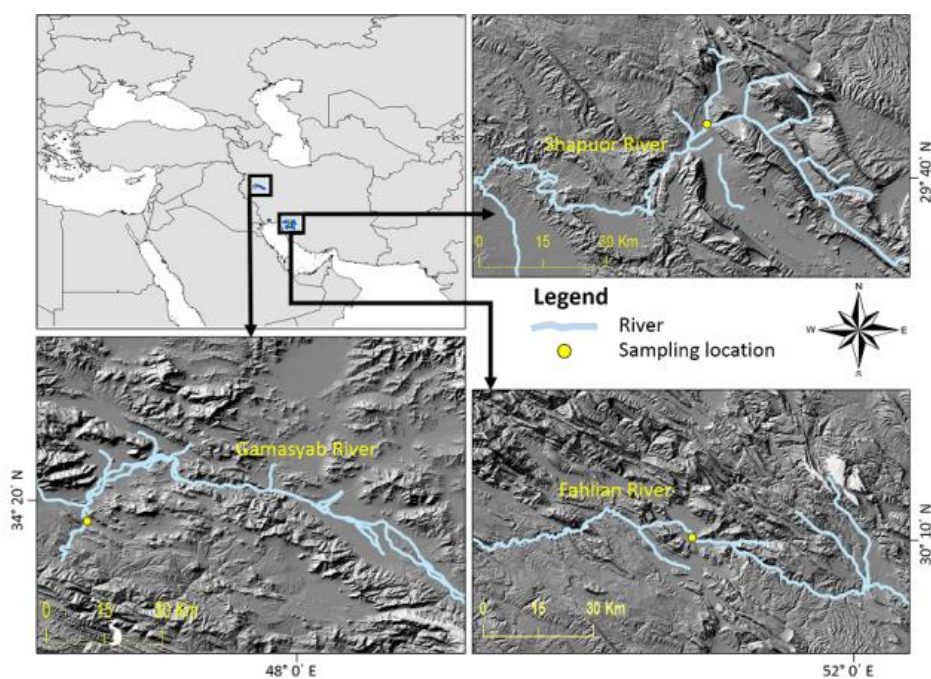 Shapuor River
29° 40' N
0 15 30 Km
Legend
River
Sampling location
N
W
E
S
Gamasyab River
34° 20' N
0 15 30 Km
48° 0' E
Fahlian River
30° 10' N
0 15 30 Km
52° 0' E